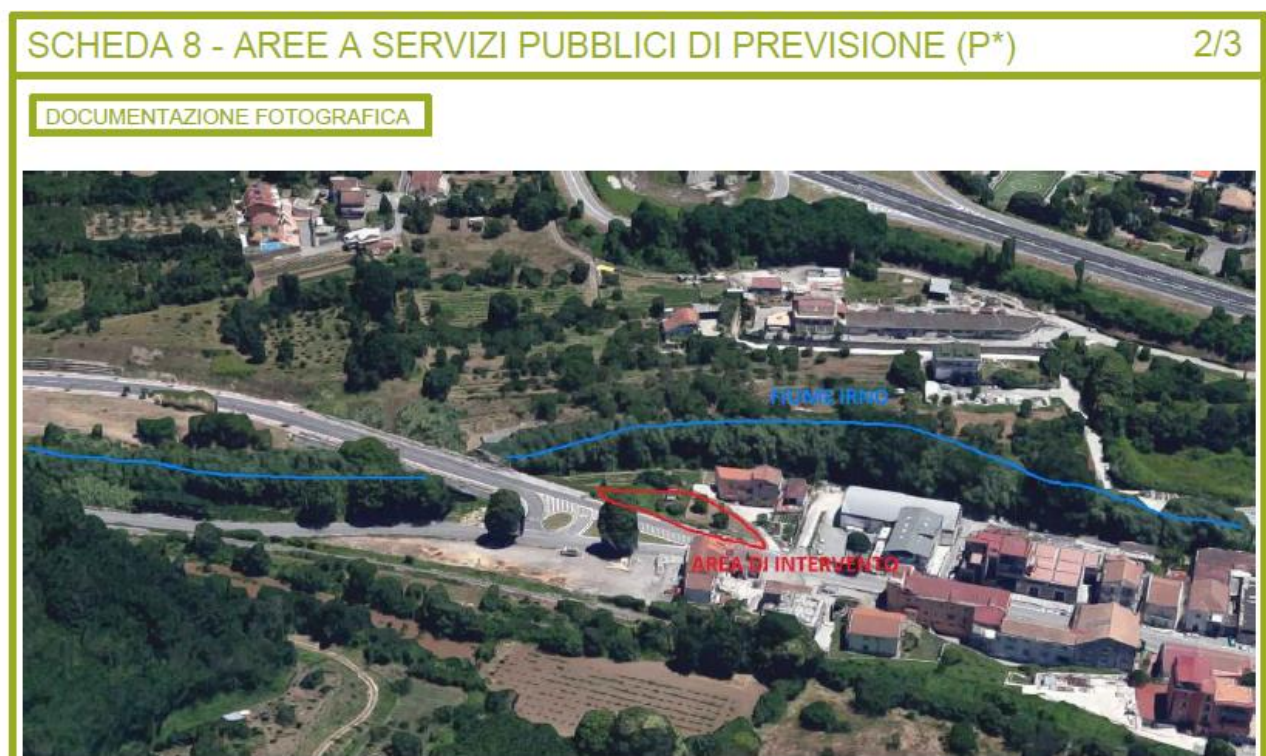 SCHEDA 8 - AREE A SERVIZI PUBBLICI DI PREVISIONE (P*) 2/3
DOCUMENTAZIONE FOTOGRAFICA
FIUME IRNO
AREA DI INTERVENTO